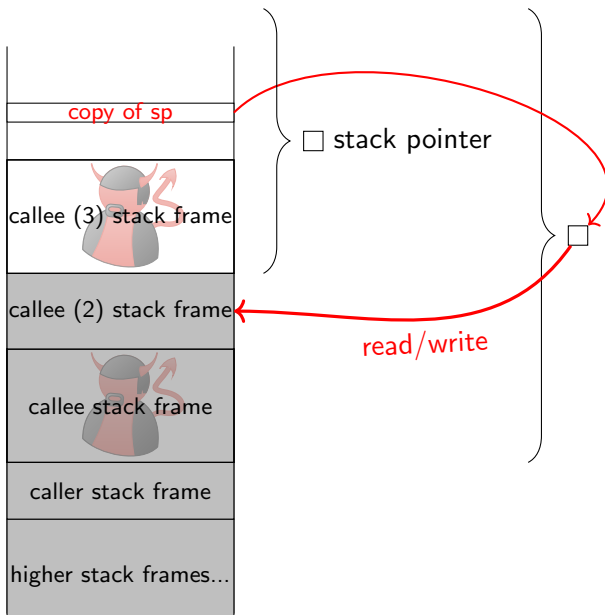 copy of sp
□ stack pointer
callee (3) stack frame
callee (2) stack frame
read/write
callee stack frame
caller stack frame
higher stack frames...